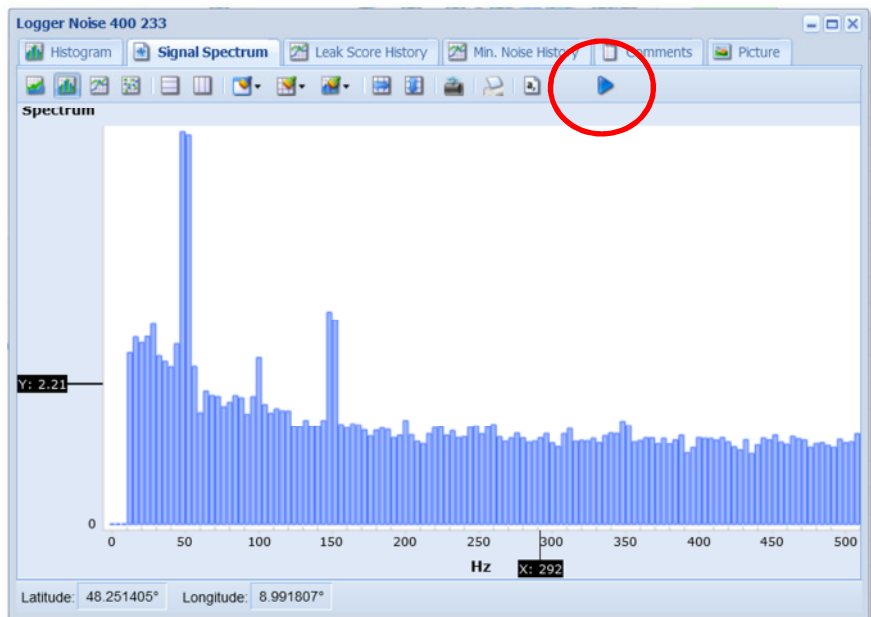 Logger Noise 400 233
Histogram Signal Spectrum Leak Score History Min. Noise History Comments Picture
Spectrum
Y: 2.21
0
0 50 100 150 200 250 300 350 400 450 500
Hz
X: 292
Latitude: 48.251405° Longitude: 8.991807°